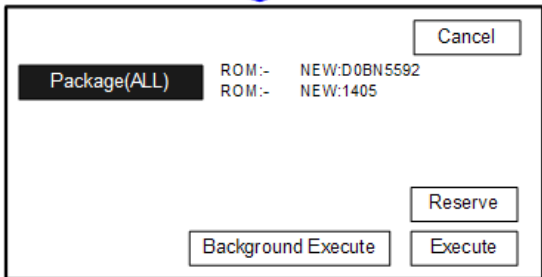 Cancel
Package(ALL)
ROM:- NEW:D0BN5592
ROM:- NEW:1405
Reserve
Background Execute
Execute